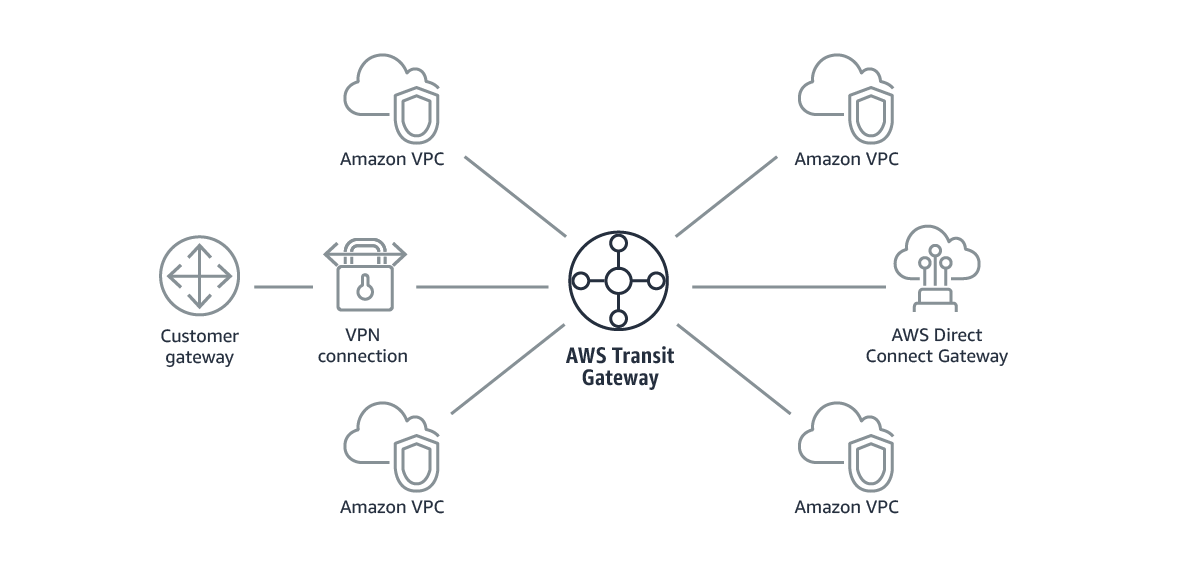 Amazon VPC
Amazon VPC
Customer
gateway
VPN
connection
AWS Transit
Gateway
AWS Direct
Connect Gateway
Amazon VPC
Amazon VPC